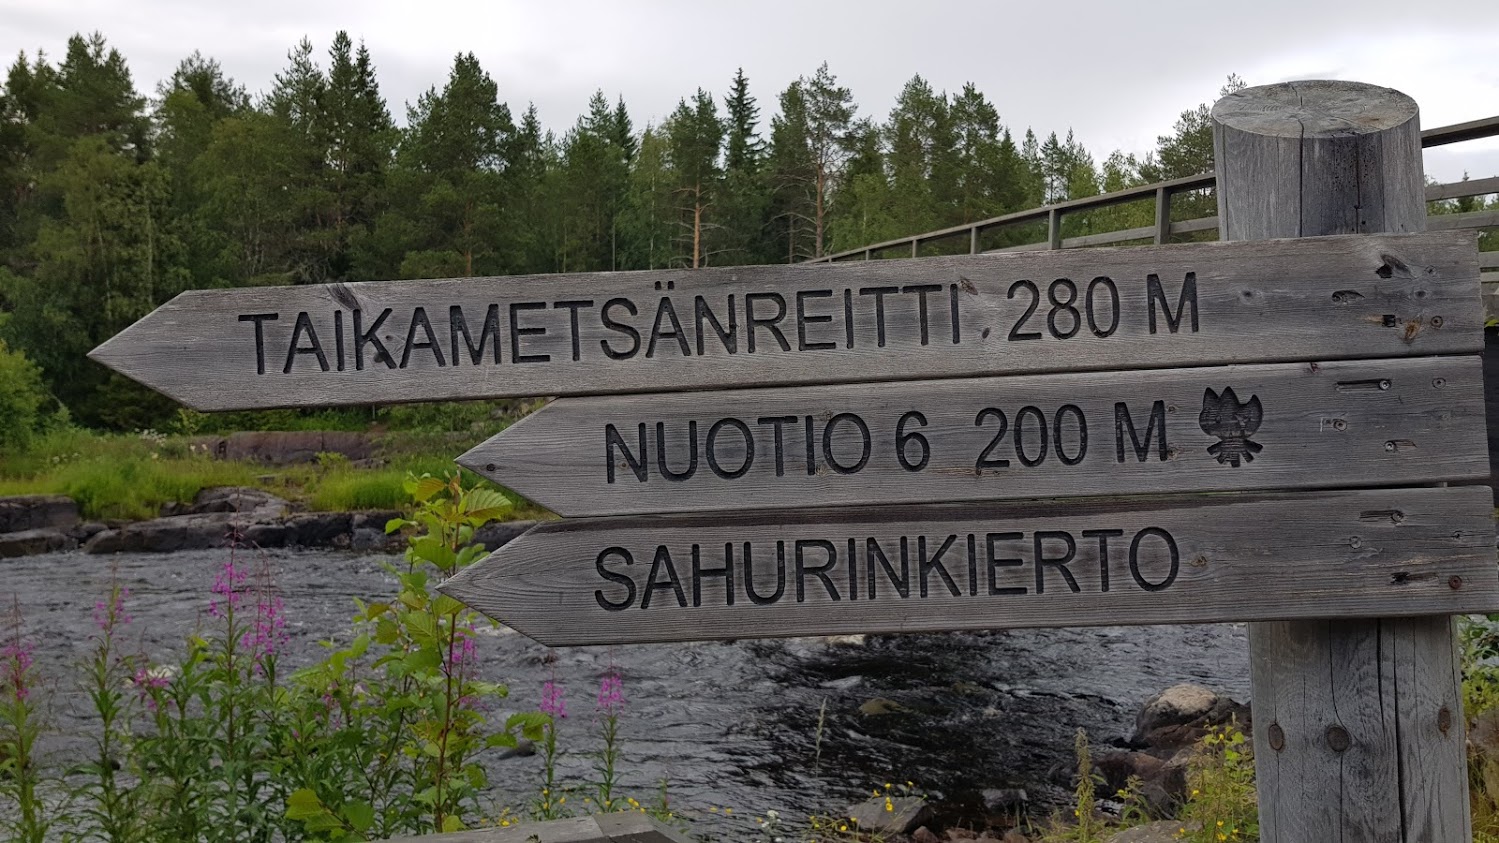 TAIKAMETSÄNREITTI 280 M
NUOTIO 6 200 M
SAHURINKIERTO